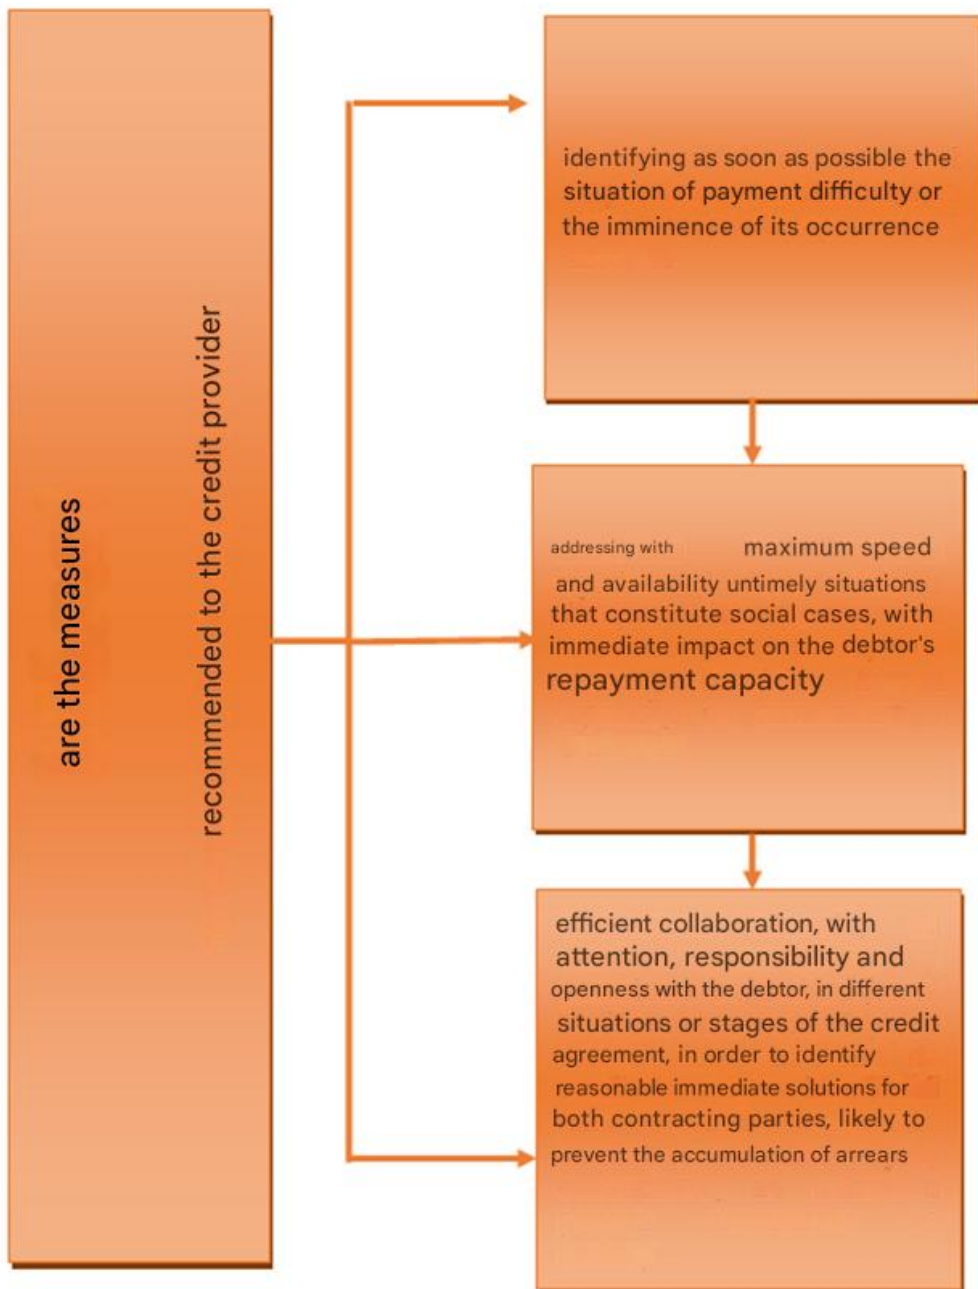 are the measures
recommended to the credit provider
identifying as soon as possible the
situation of payment difficulty or
the imminence of its occurrence
addressing with maximum speed
and availability untimely situations
that constitute social cases, with
immediate impact on the debtor's
repayment capacity
efficient collaboration, with
attention, responsibility and
openness with the debtor, in different
situations or stages of the credit
agreement, in order to identify
reasonable immediate solutions for
both contracting parties, likely to
prevent the accumulation of arrears